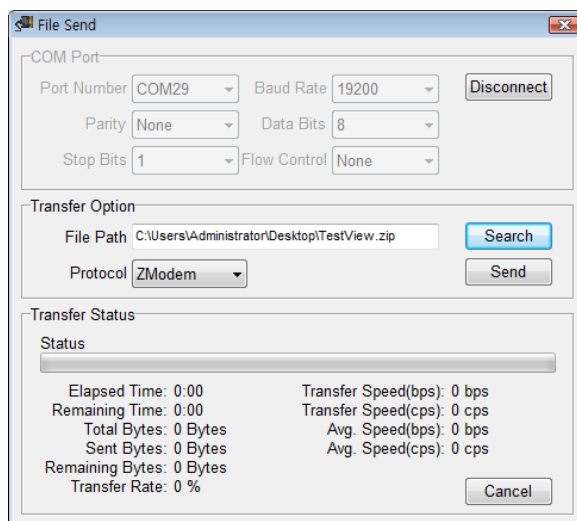 File Send
COM Port
Port Number COM29 Baud Rate 19200 Disconnect
Parity None Data Bits 8
Stop Bits 1 Flow Control None
Transfer Option
File Path C:\Users\Administrator\Desktop\TestView.zip Search
Protocol ZModem Send
Transfer Status
Status
Elapsed Time: 0:00 Transfer Speed(bps): 0 bps
Remaining Time: 0:00 Transfer Speed(cps): 0 cps
Total Bytes: 0 Bytes Avg. Speed(bps): 0 bps
Sent Bytes: 0 Bytes Avg. Speed(cps): 0 cps
Remaining Bytes: 0 Bytes
Transfer Rate: 0 % Cancel